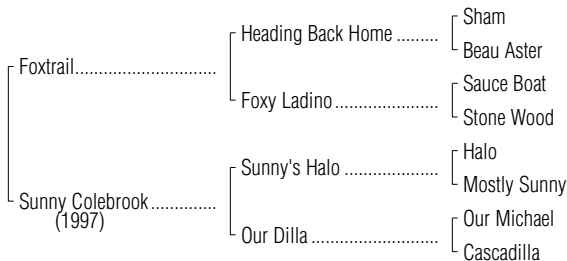 Sham
Heading Back Home .........
Beau Aster
Foxtrail.............................
Sauce Boat
Foxy Ladino......................
Stone Wood
Halo
Sunny's Halo ....................
Mostly Sunny
Sunny Colebrook..............
(1997)
Our Michael
Our Dilla ...........................
Cascadilla